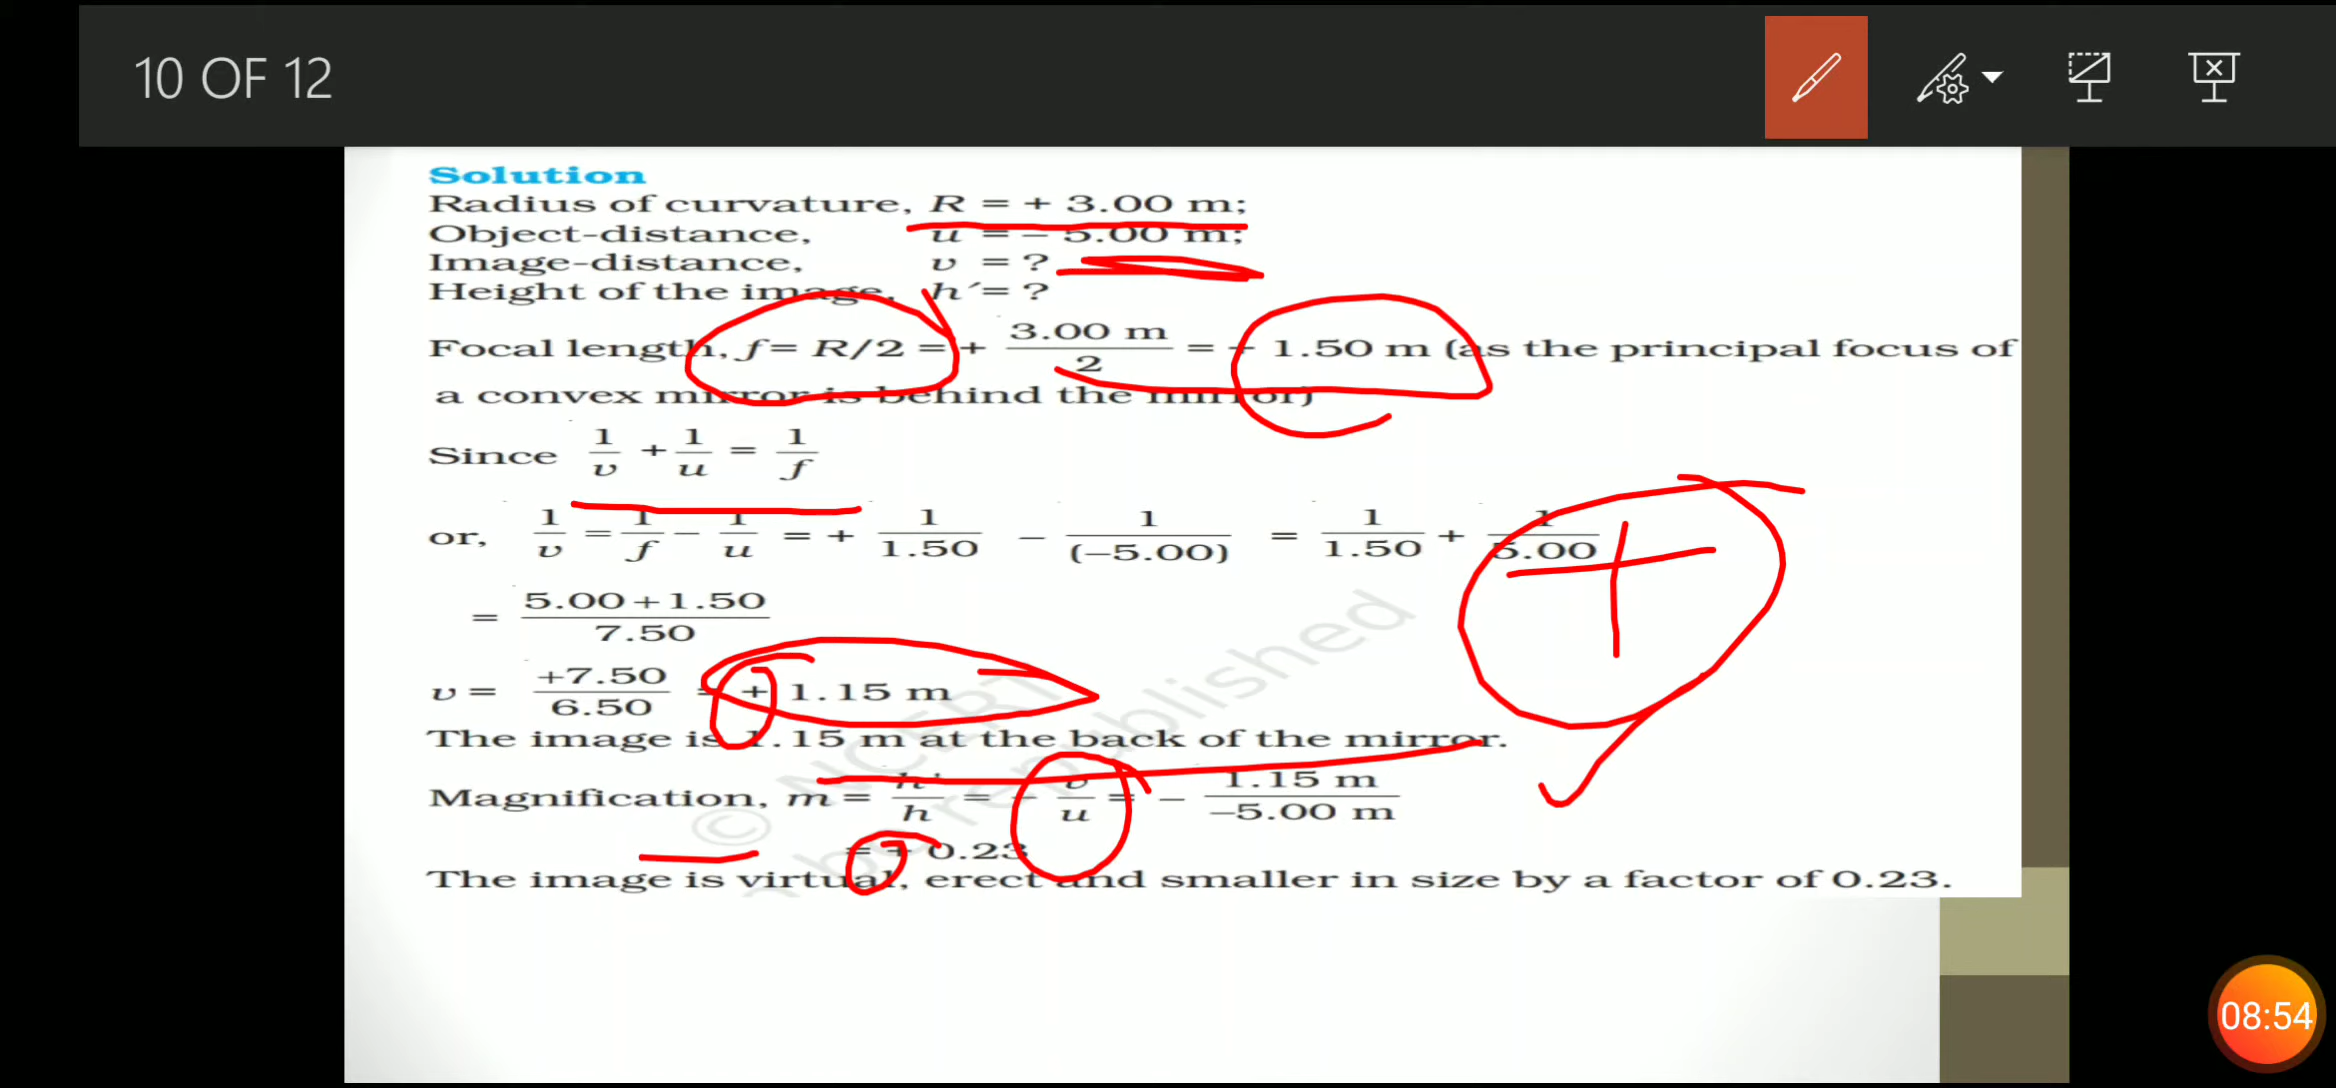 10 OF 12
Solution
Radius of curvature, R = + 3.00 m;
Object-distance, u = – 5.00 m;
Image-distance, v = ?
Height of the image, h′= ?
Focal length, f = R/2 = + 3.00 m / 2 = + 1.50 m (as the principal focus of
a convex mirror is behind the mirror)
Since 1/v + 1/u = 1/f
or, 1/v = 1/f – 1/u = + 1/1.50 – 1/(–5.00) = 1/1.50 + 1/5.00
= 5.00 + 1.50 / 7.50
v = +7.50 / 6.50 = + 1.15 m
The image is 1.15 m at the back of the mirror.
Magnification, m = h'/h = – v/u = – 1.15 m / –5.00 m
= + 0.23
The image is virtual, erect and smaller in size by a factor of 0.23.
© NCERT
be republished
08:54